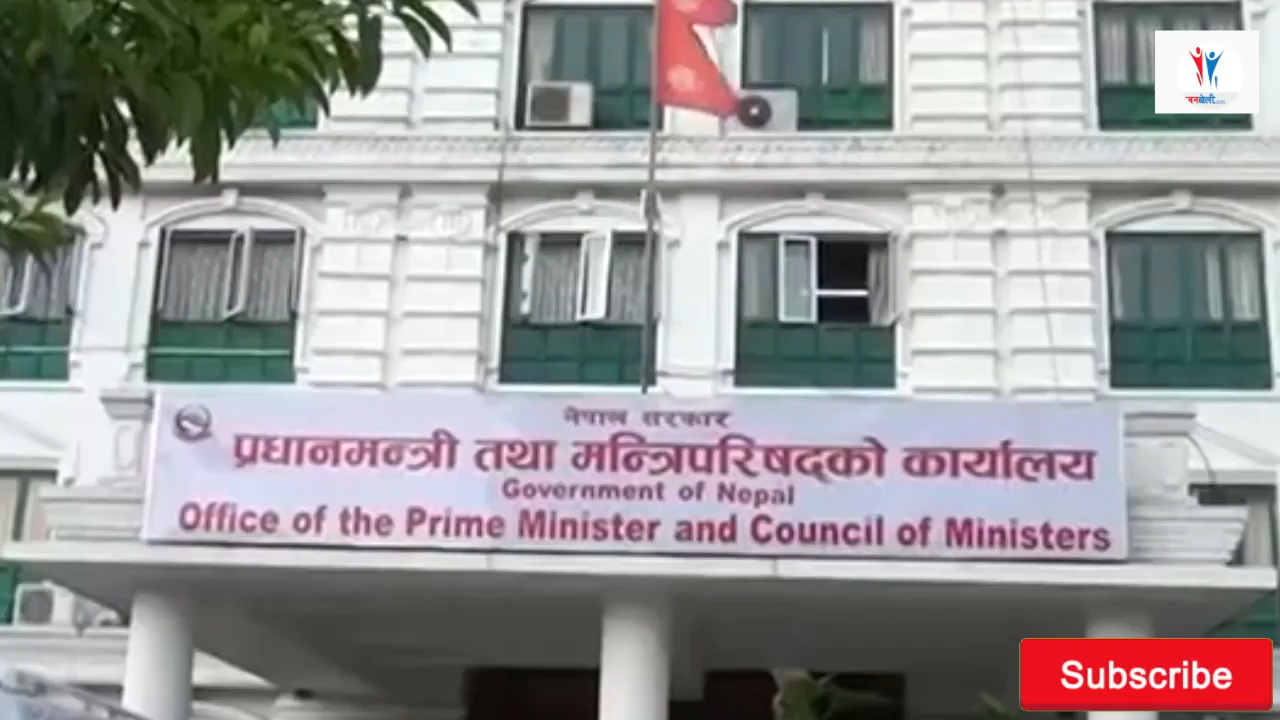 जनबोली
नेपाल सरकार
प्रधानमन्त्री तथा मन्त्रिपरिषद्को कार्यालय
Government of Nepal
Office of the Prime Minister and Council of Ministers
Subscribe